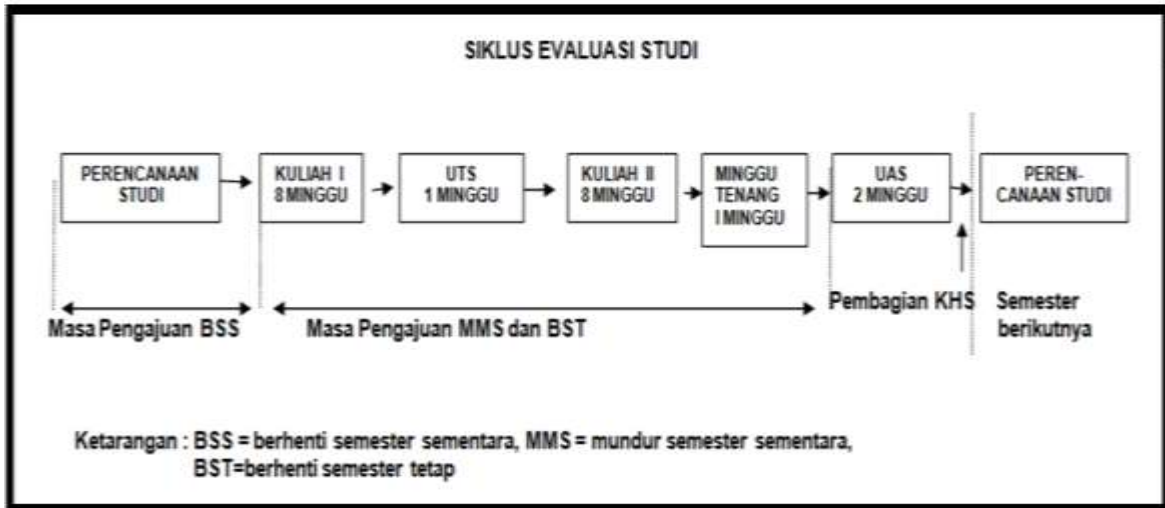 SIKLUS EVALUASI STUDI
PERENCANAAN
STUDI
KULIAH I
8 MINGGU
UTS
1 MINGGU
KULIAH II
8 MINGGU
MINGGU
TENANG
I MINGGU
UAS
2 MINGGU
PEREN-
CANAAN STUDI
Masa Pengajuan BSS
Masa Pengajuan MMS dan BST
Pembagian KHS
Semester
berikutnya
Ketarangan : BSS = berhenti semester sementara, MMS = mundur semester sementara,
BST=berhenti semester tetap